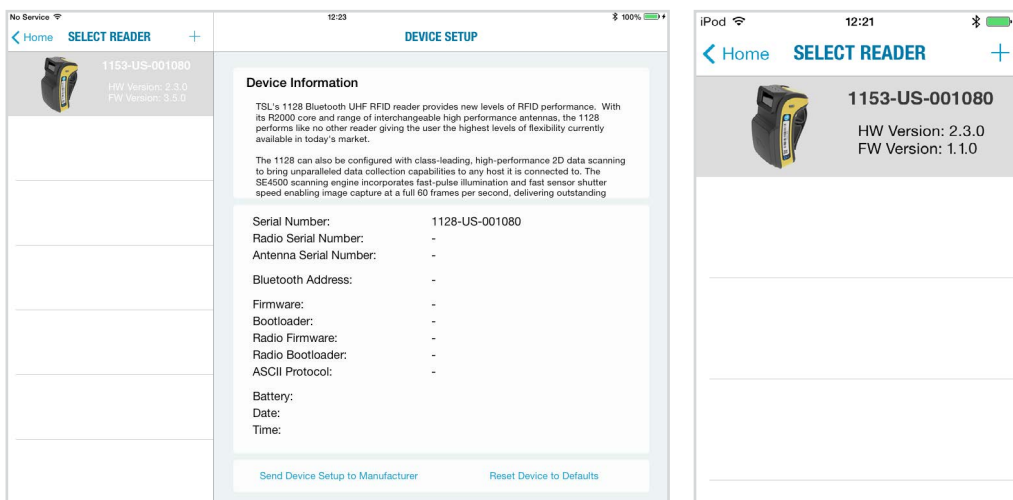 No Service 12:23 100%
Home SELECT READER + DEVICE SETUP
1153-US-001080
HW Version: 2.3.0
FW Version: 3.5.0
Device Information
TSL's 1128 Bluetooth UHF RFID reader provides new levels of RFID performance. With
its R2000 core and range of interchangeable high performance antennas, the 1128
performs like no other reader giving the user the highest levels of flexibility currently
available in today's market.
The 1128 can also be configured with class-leading, high-performance 2D data scanning
to bring unparalleled data collection capabilities to any host it is connected to. The
SE4500 scanning engine incorporates fast-pulse illumination and fast sensor shutter
speed enabling image capture at a full 60 frames per second, delivering outstanding
Serial Number: 1128-US-001080
Radio Serial Number: -
Antenna Serial Number: -
Bluetooth Address: -
Firmware: -
Bootloader: -
Radio Firmware: -
Radio Bootloader: -
ASCII Protocol: -
Battery:
Date:
Time:
Send Device Setup to Manufacturer Reset Device to Defaults
iPod 12:21
Home SELECT READER +
1153-US-001080
HW Version: 2.3.0
FW Version: 1.1.0